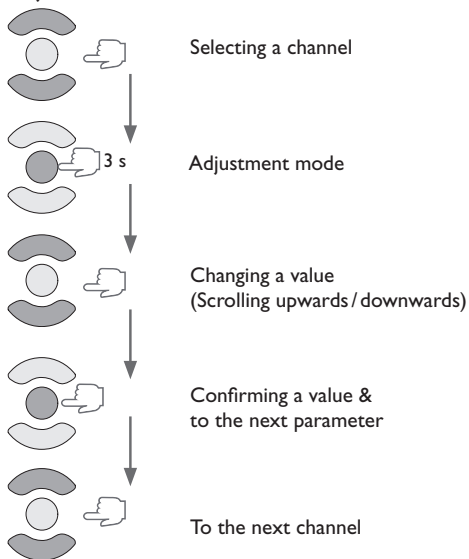 Selecting a channel
3 s
Adjustment mode
Changing a value
(Scrolling upwards/downwards)
Confirming a value &
to the next parameter
To the next channel